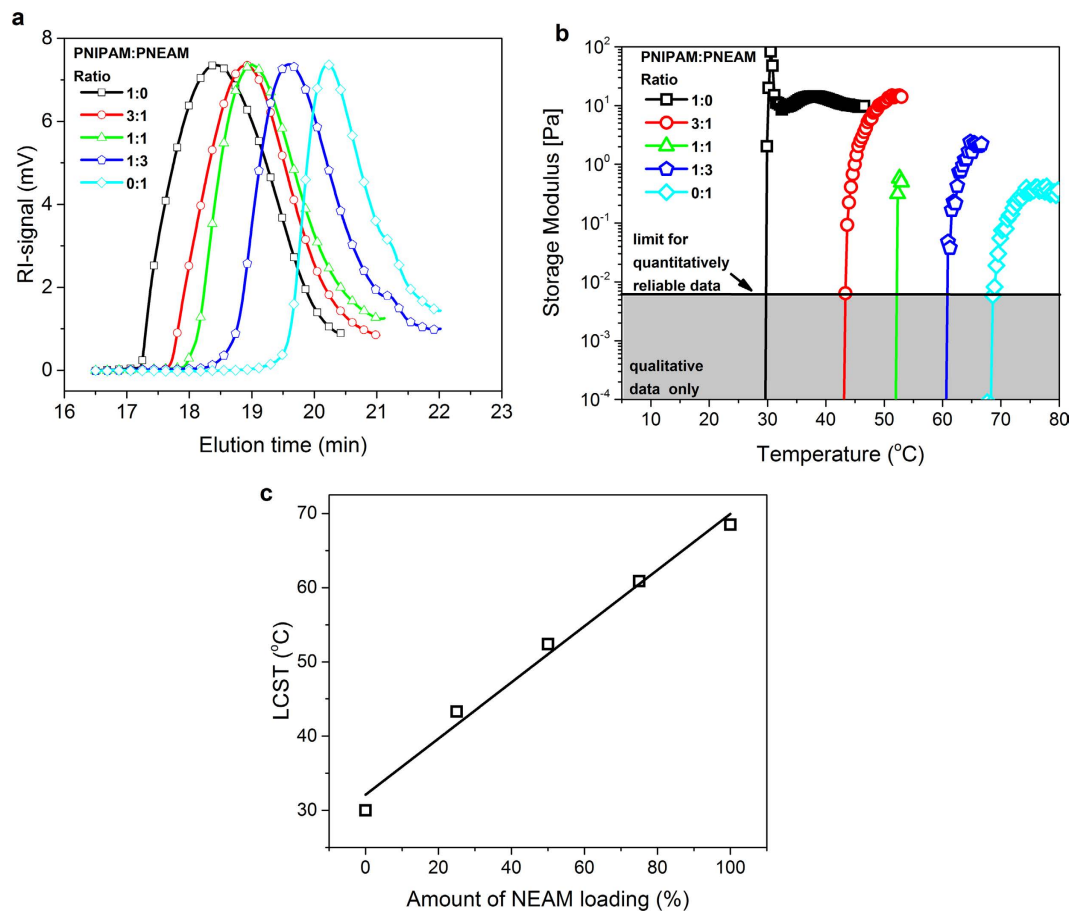 a
PNIPAM:PNEAM
Ratio
1:0
3:1
1:1
1:3
0:1
8
6
4
2
0
RI-signal (mV)
16 17 18 19 20 21 22 23
Elution time (min)
b
PNIPAM:PNEAM
Ratio
1:0
3:1
1:1
1:3
0:1
limit for
quantitatively
reliable data
qualitative
data only
10²
10¹
10⁰
10⁻¹
10⁻²
10⁻³
10⁻⁴
Storage Modulus [Pa]
10 20 30 40 50 60 70 80
Temperature (°C)
c
70
60
50
40
30
LCST (°C)
0 20 40 60 80 100
Amount of NEAM loading (%)